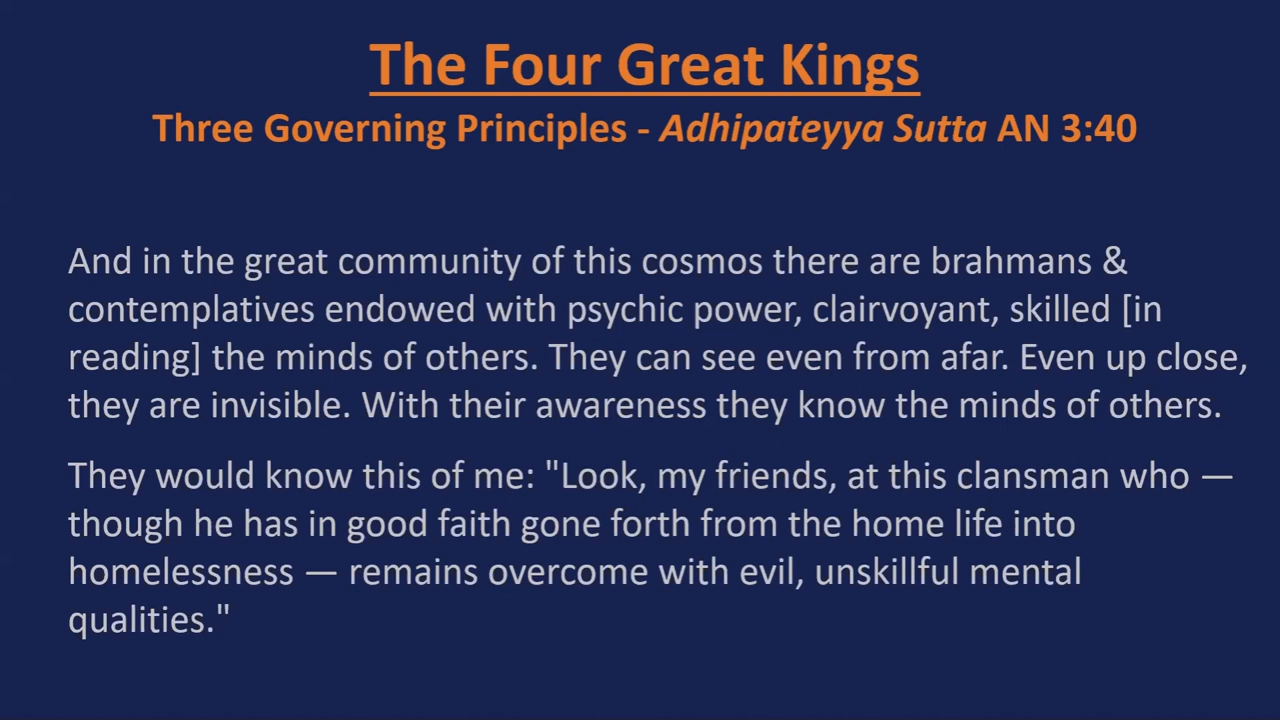 The Four Great Kings
Three Governing Principles - Adhipateyya Sutta AN 3:40
And in the great community of this cosmos there are brahmans &
contemplatives endowed with psychic power, clairvoyant, skilled [in
reading] the minds of others. They can see even from afar. Even up close,
they are invisible. With their awareness they know the minds of others.
They would know this of me: "Look, my friends, at this clansman who —
though he has in good faith gone forth from the home life into
homelessness — remains overcome with evil, unskillful mental
qualities."